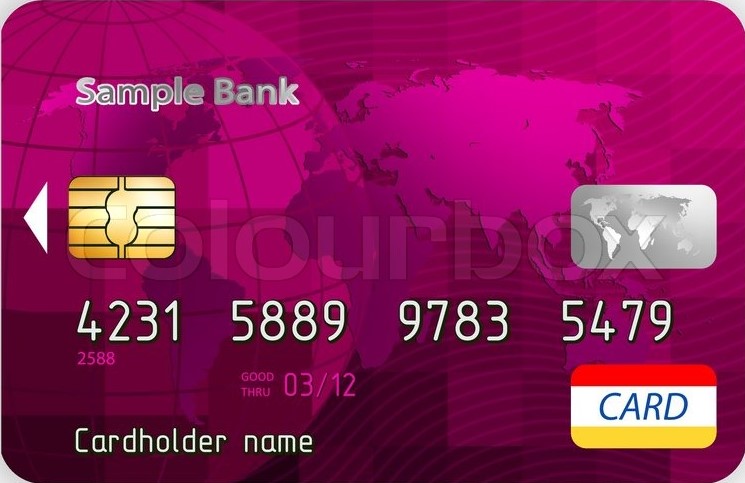 Sample Bank
colourbox
4231 5889 9783 5479
2588
GOOD THRU 03/12
CARD
Cardholder name